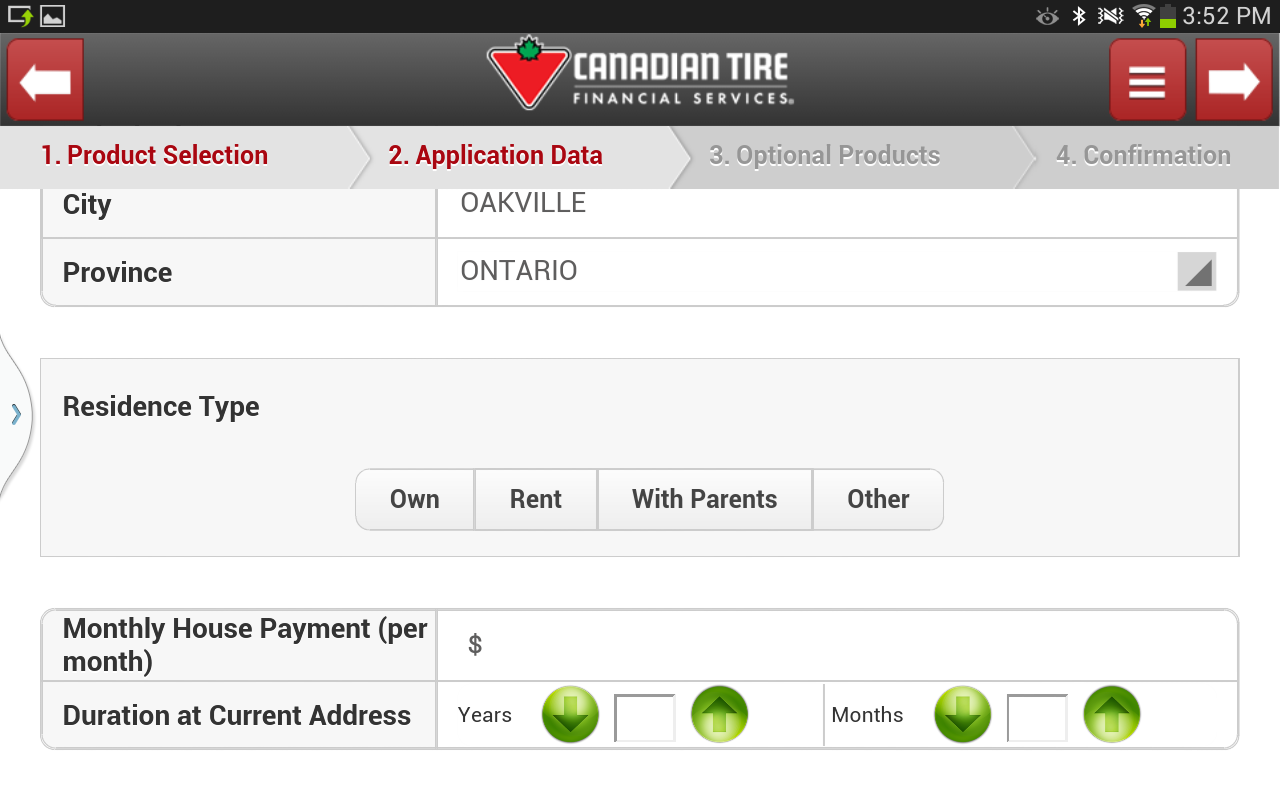 3:52 PM
CANADIAN TIRE
FINANCIAL SERVICES®
1. Product Selection
2. Application Data
3. Optional Products
4. Confirmation
City
OAKVILLE
Province
ONTARIO
Residence Type
Own
Rent
With Parents
Other
Monthly House Payment (per
month)
$
Duration at Current Address
Years
Months